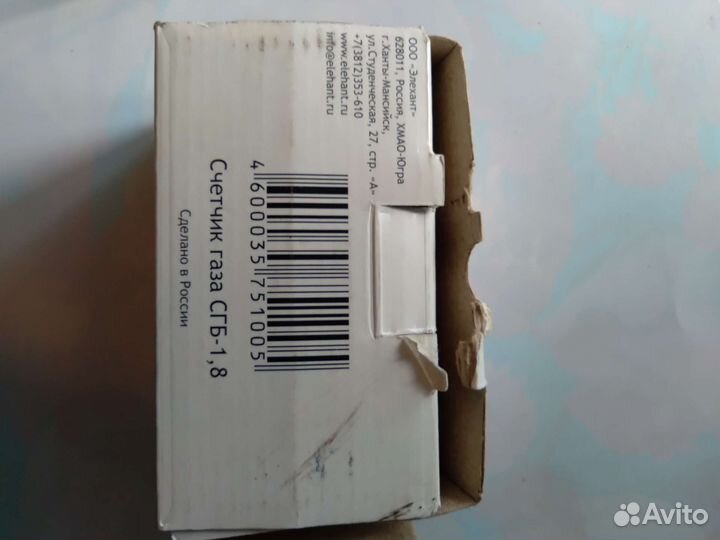 ООО «Элехант»
628011, Россия, ХМАО-Югра
г.Ханты-Мансийск,
ул.Студенческая, 27, стр. «А»
+7(3812)353-610
www.elehant.ru
info@elehant.ru
4 600035 751005
Счетчик газа СГБ-1,8
Сделано в России
Avito